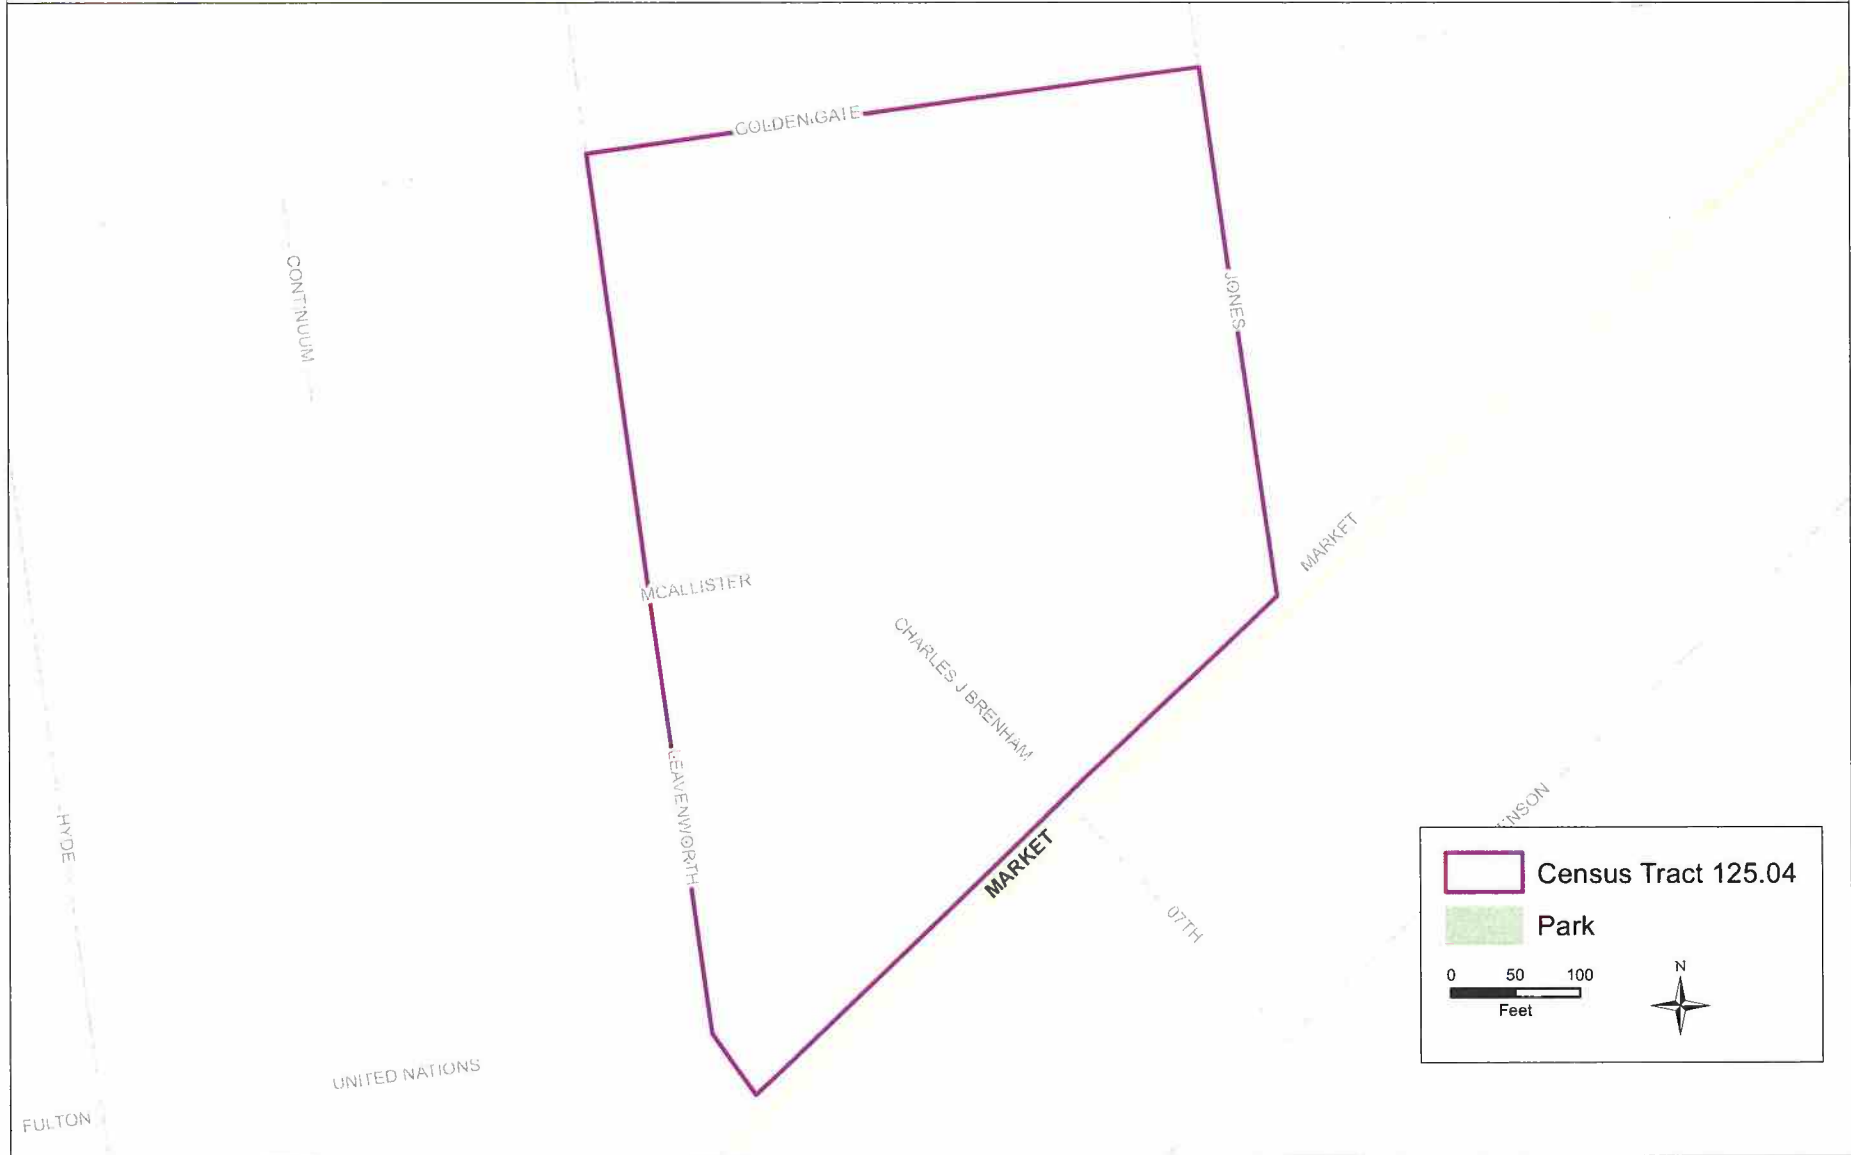 GOLDEN GATE
CONTINUUM
JONES
MARKET
MCALLISTER
CHARLES J BRENHAM
LEAVENWORTH
HYDE
MARKET
07TH
ENSON
UNITED NATIONS
FULTON
Census Tract 125.04
Park
0 50 100
Feet
N